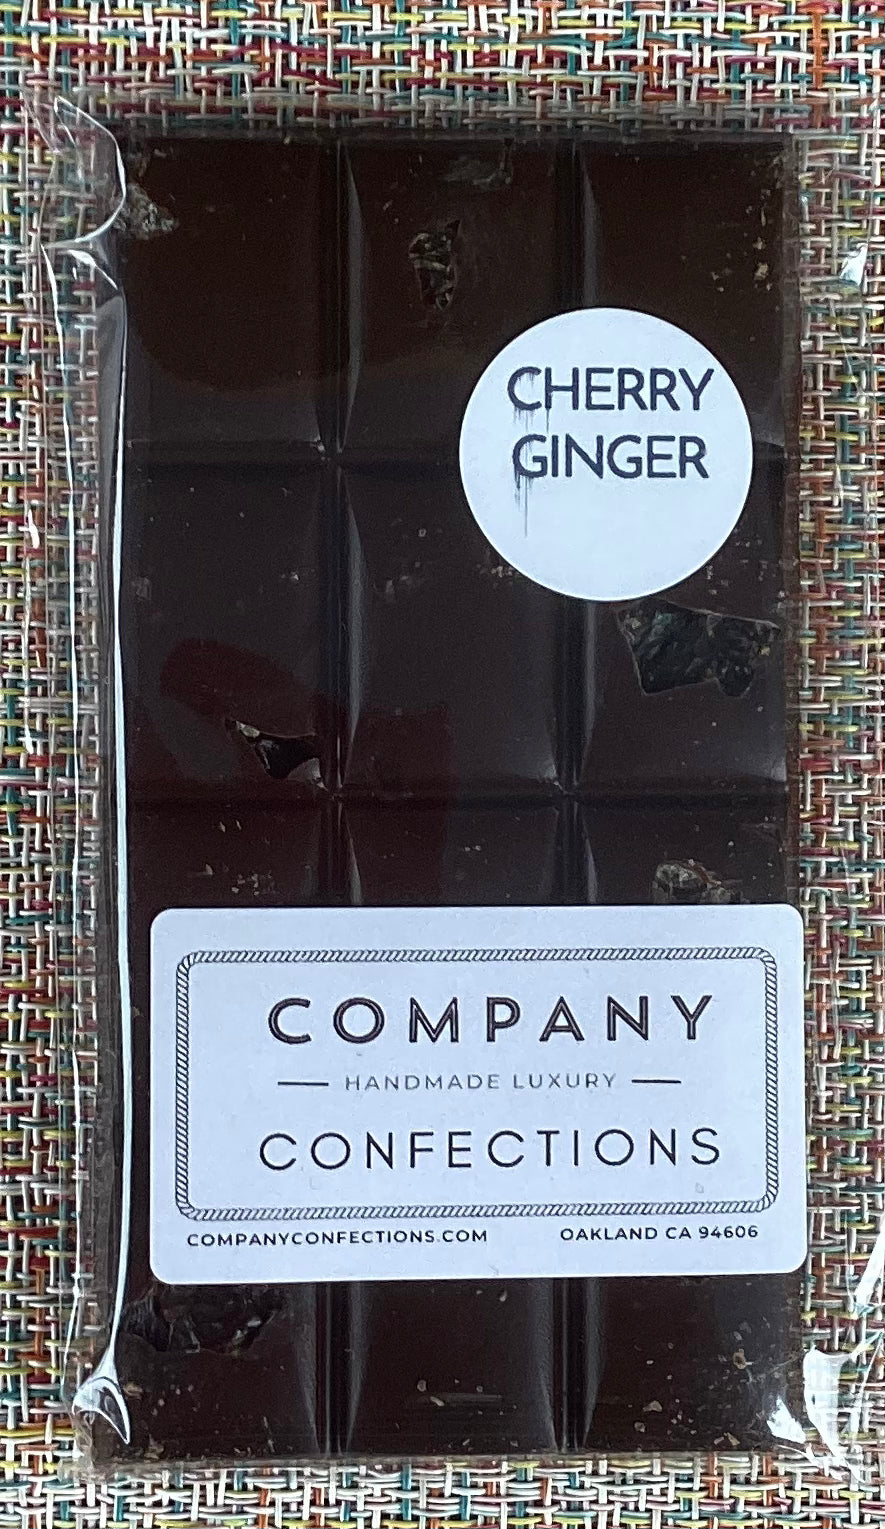 CHERRY
GINGER
COMPANY
HANDMADE LUXURY
CONFECTIONS
COMPANYCONFECTIONS.COM OAKLAND CA 94606